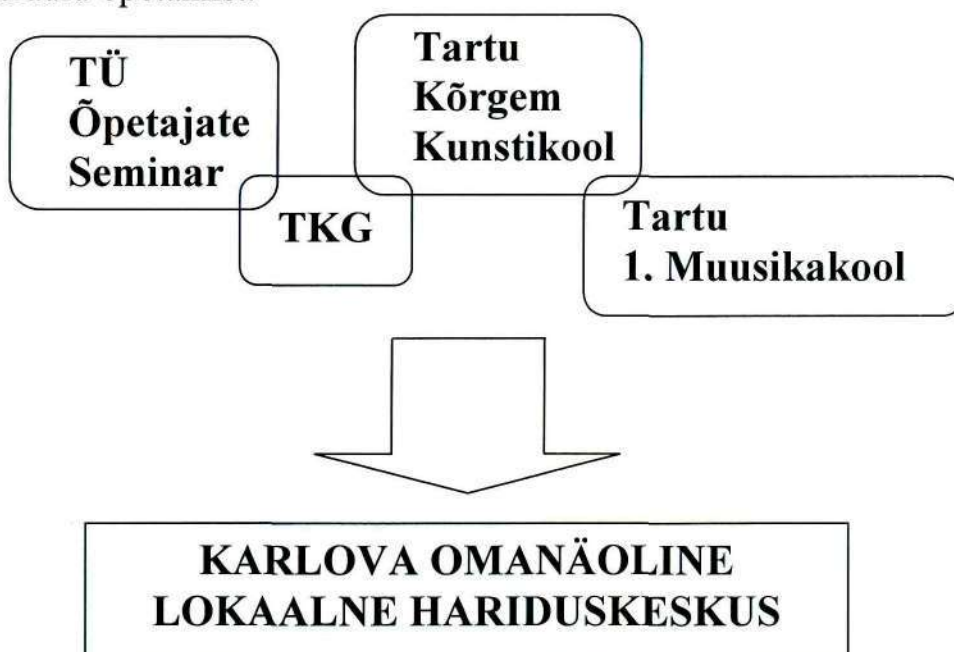 TÜ
Õpetajate
Seminar
Tartu
Kõrgem
Kunstikool
TKG
Tartu
1. Muusikakool
KARLOVA OMANÄOLINE
LOKAALNE HARIDUSKESKUS